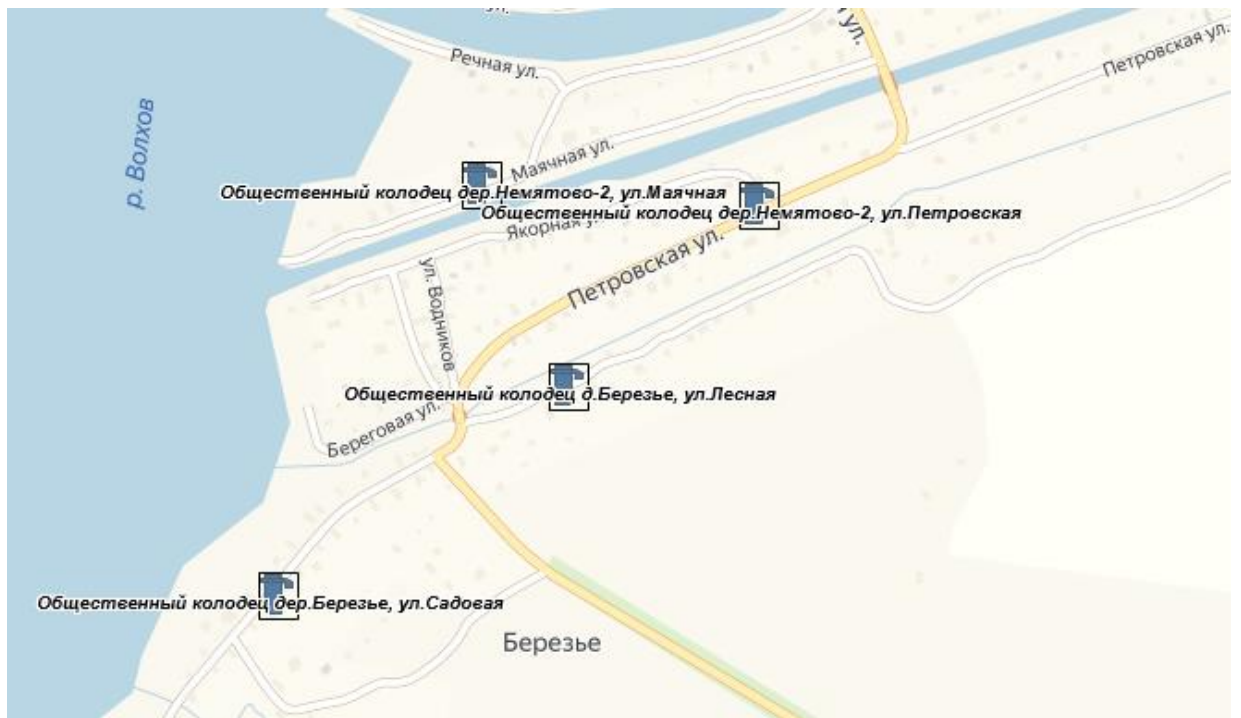 ул.
ул.
Речная ул.
Петровская ул.
р. Волхов
Маячная ул.
Общественный колодец дер.Немятово-2, ул.Маячная
Общественный колодец дер.Немятово-2, ул.Петровская
Якорная ул.
Петровская ул.
ул. Водников
Общественный колодец д.Березье, ул.Лесная
Береговая ул.
Общественный колодец дер.Березье, ул.Садовая
Березье